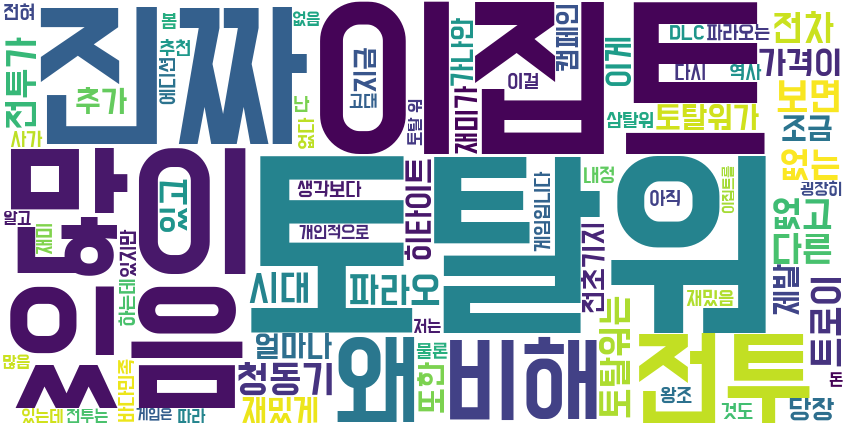 전혀
진짜
봄
없음
추천
에디션
전투가
추가
사가
이집트
지금
고대
난
없다
토탈 워
재미가
가나안
이걸
캠페인
이게
DLC
파라오는
다시
역사
전차
가격이
보면
삼탈워
토탈워가
조금
없는
많이
있고
알고
재미
있지만
하는데
있음
토탈워
생각보다
개인적으로
히타이트
게임입니다
내정
아직
이집트를
굉장히
없고
다른
전초기지
재밌음
제발
트로이
시대
파라오
저는
얼마나
청동기
왜
물론
또한
비해
토탈워는
전투
돈
많음
바다민족
재밌게
왕조
있는데
전투는
게임은
따라
것도
당장